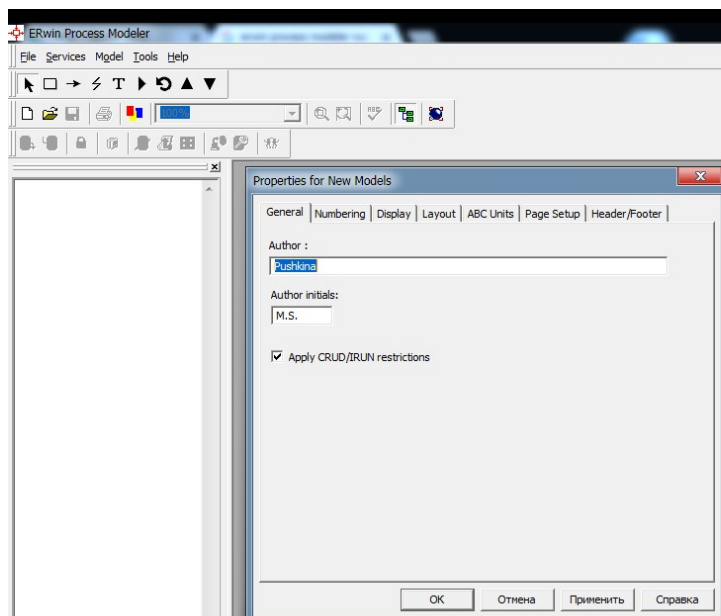 ERwin Process Modeler
File Services Model Tools Help
T
100%
ABC
Properties for New Models
General Numbering Display Layout ABC Units Page Setup Header/Footer
Author :
Pushkina
Author initials:
M.S.
Apply CRUD/IRUN restrictions
OK Отмена Применить Справка